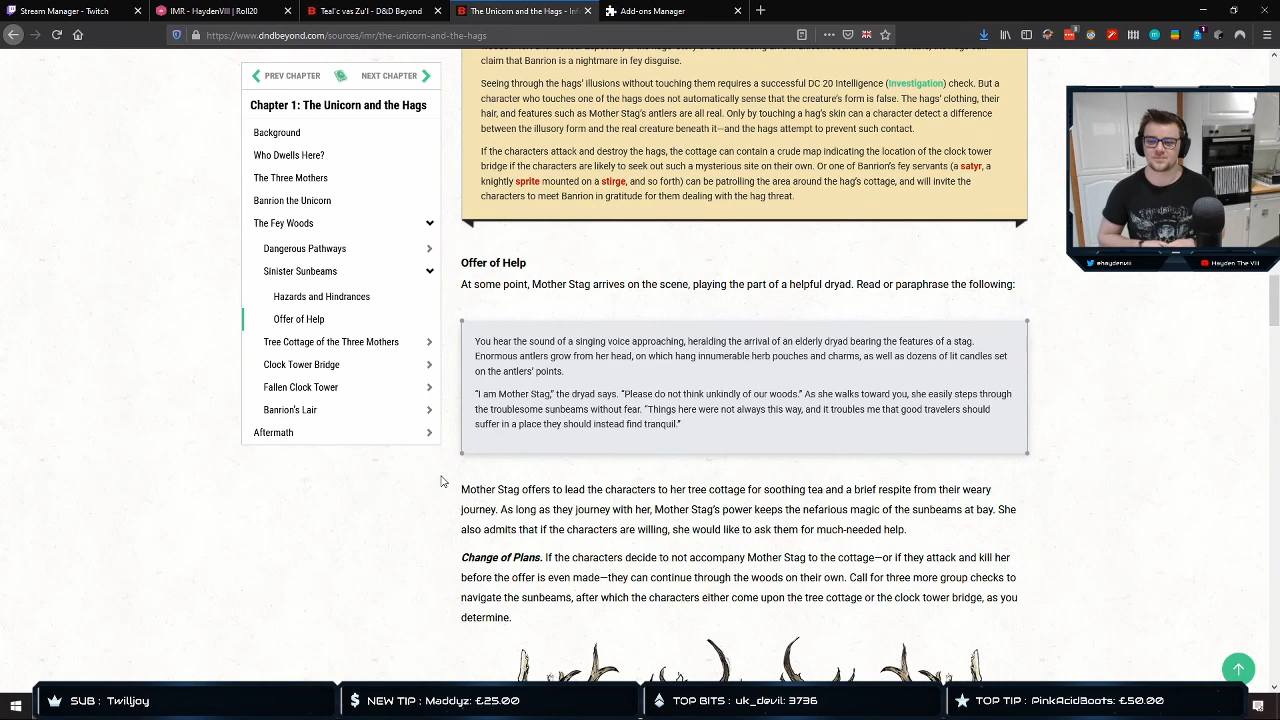 Stream Manager - Twitch
IMR - HaydenVIII | Roll20
Teal'c vas Zu'l - D&D Beyond
The Unicorn and the Hags - Inf
Add-ons Manager
https://www.dndbeyond.com/sources/imr/the-unicorn-and-the-hags
PREV CHAPTER
NEXT CHAPTER
Chapter 1: The Unicorn and the Hags
Background
Who Dwells Here?
The Three Mothers
Banrion the Unicorn
The Fey Woods
Dangerous Pathways
Sinister Sunbeams
Hazards and Hindrances
Offer of Help
Tree Cottage of the Three Mothers
Clock Tower Bridge
Fallen Clock Tower
Banrion's Lair
Aftermath
claim that Banrion is a nightmare in fey disguise.
Seeing through the hags' illusions without touching them requires a successful DC 20 Intelligence (Investigation) check. But a
character who touches one of the hags does not automatically sense that the creature's form is false. The hags' clothing, their
hair, and features such as Mother Stag's antlers are all real. Only by touching a hag's skin can a character detect a difference
between the illusory form and the real creature beneath it—and the hags attempt to prevent such contact.
If the characters attack and destroy the hags, the cottage can contain a crude map indicating the location of the clock tower
bridge if the characters are likely to seek out such a mysterious site on their own. Or one of Banrion's fey servants (a satyr, a
knightly sprite mounted on a stirge, and so forth) can be patrolling the area around the hag's cottage, and will invite the
characters to meet Banrion in gratitude for them dealing with the hag threat.
Offer of Help
At some point, Mother Stag arrives on the scene, playing the part of a helpful dryad. Read or paraphrase the following:
You hear the sound of a singing voice approaching, heralding the arrival of an elderly dryad bearing the features of a stag.
Enormous antlers grow from her head, on which hang innumerable herb pouches and charms, as well as dozens of lit candles set
on the antlers' points.
“I am Mother Stag,” the dryad says. “Please do not think unkindly of our woods.” As she walks toward you, she easily steps through
the troublesome sunbeams without fear. “Things here were not always this way, and it troubles me that good travelers should
suffer in a place they should instead find tranquil.”
Mother Stag offers to lead the characters to her tree cottage for soothing tea and a brief respite from their weary
journey. As long as they journey with her, Mother Stag's power keeps the nefarious magic of the sunbeams at bay. She
also admits that if the characters are willing, she would like to ask them for much-needed help.
Change of Plans. If the characters decide to not accompany Mother Stag to the cottage—or if they attack and kill her
before the offer is even made—they can continue through the woods on their own. Call for three more group checks to
navigate the sunbeams, after which the characters either come upon the tree cottage or the clock tower bridge, as you
determine.
ehaydenviii
Hayden The VIII
SUB : Twilljoy
NEW TIP : Maddyz: £25.00
TOP BITS : uk_devil: 3736
TOP TIP : PinkAcidBoots: £50.00